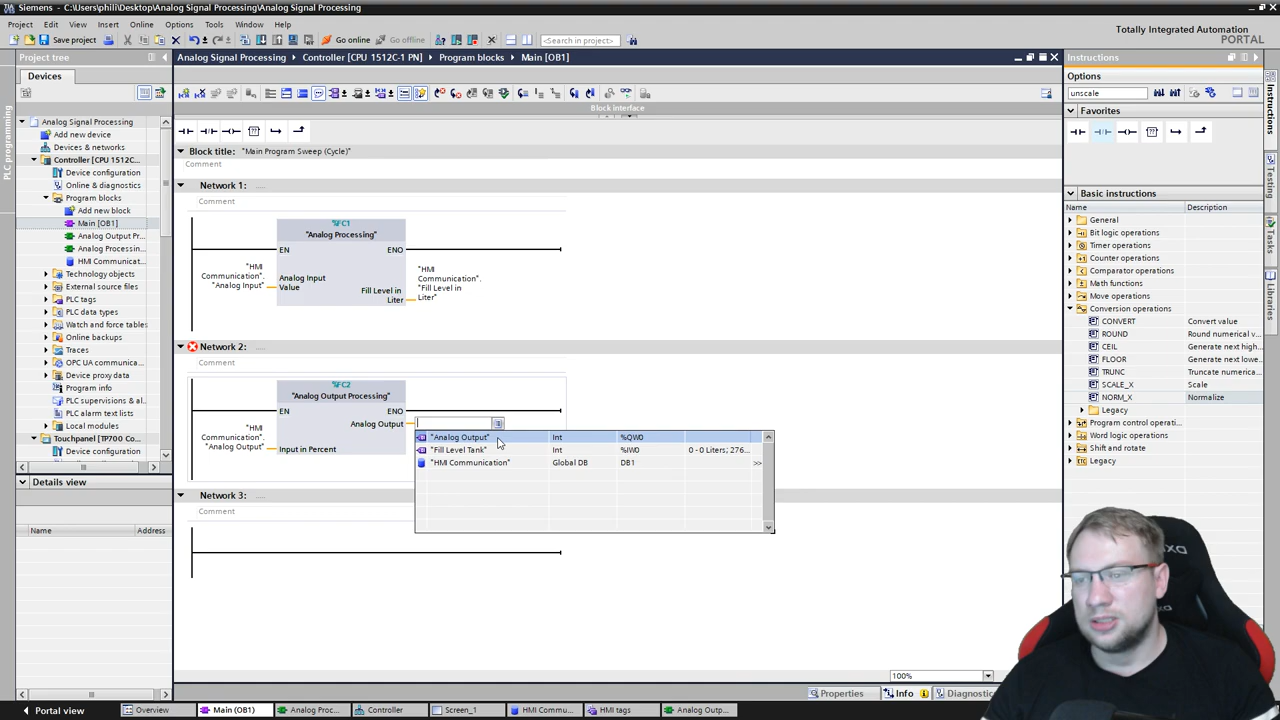 Siemens - C:\Users\phili\Desktop\Analog Signal Processing\Analog Signal Processing
Project Edit View Insert Online Options Tools Window Help
Totally Integrated Automation
PORTAL
Save project Go online Go offline <Search in project>
Project tree
Analog Signal Processing Controller [CPU 1512C-1 PN] Program blocks Main [OB1]
Instructions
Devices
Options
unscale
Block interface
Favorites
Analog Signal Processing
Add new device
Devices & networks
Controller [CPU 1512C...
Device configuration
Online & diagnostics
Program blocks
Add new block
Main [OB1]
Analog Output Pr...
Analog Processin...
HMI Communicat...
Technology objects
External source files
PLC tags
PLC data types
Watch and force tables
Online backups
Traces
OPC UA communica...
Device proxy data
Program info
PLC supervisions & al...
PLC alarm text lists
Local modules
Touchpanel [TP700 Co...
Device configuration
Details view
Name Address
PLC programming
Block title: "Main Program Sweep (Cycle)"
Comment
Network 1: .....
Comment
%FC1
"Analog Processing"
EN ENO
"HMI
Communication".
"Analog Input"
Analog Input
Value
Fill Level in
Liter
"HMI
Communication".
"Fill Level in
Liter"
Network 2: .....
Comment
%FC2
"Analog Output Processing"
EN ENO
Analog Output
"HMI
Communication".
"Analog Output"
Input in Percent
"Analog Output" Int %QW0
"Fill Level Tank" Int %IW0 0 - 0 Liters; 276...
"HMI Communication" Global DB DB1 >>
Network 3: .....
Comment
100%
Properties Info Diagnostic
Basic instructions
Name Description
General
Bit logic operations
Timer operations
Counter operations
Comparator operations
Math functions
Move operations
Conversion operations
CONVERT Convert value
ROUND Round numerical v...
CEIL Generate next high...
FLOOR Generate next lowe...
TRUNC Truncate numerica...
SCALE_X Scale
NORM_X Normalize
Legacy
Program control operati...
Word logic operations
Shift and rotate
Legacy
Instructions
Testing
Tasks
Libraries
Portal view Overview Main (OB1) Analog Proc... Controller Screen_1 HMI Commu... HMI tags Analog Outp...